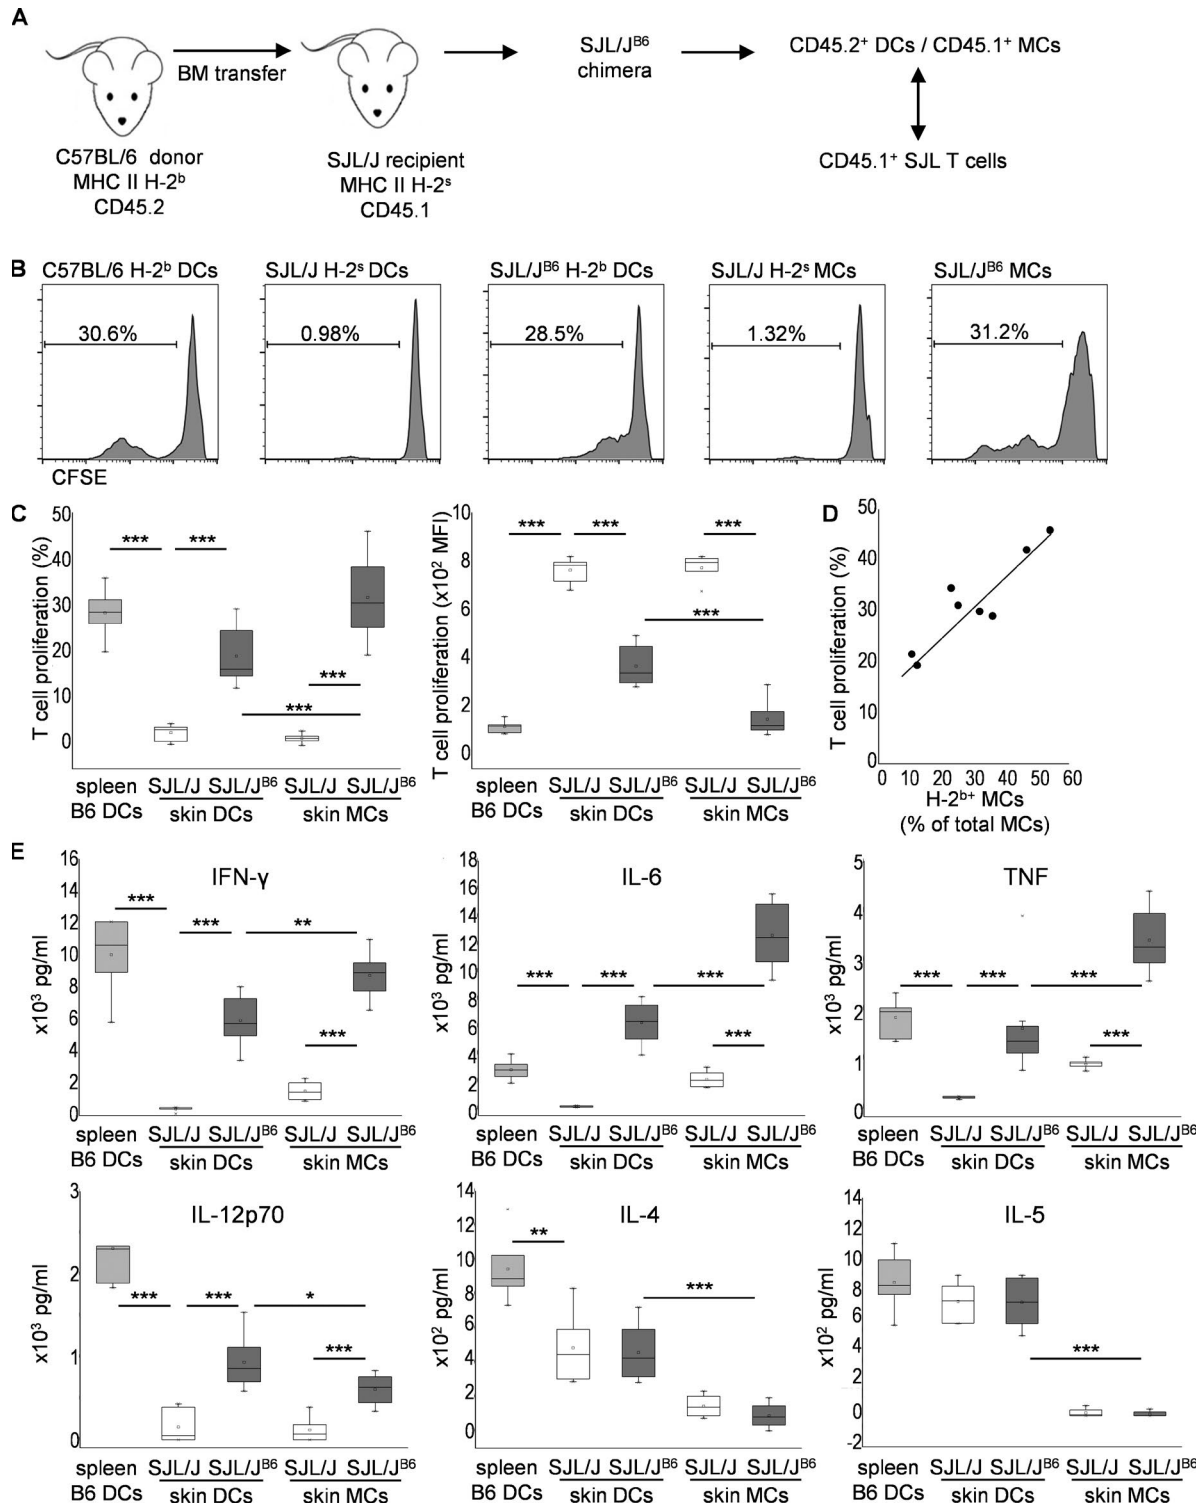 A
BM transfer
C57BL/6 donor
MHC II H-2ᵇ
CD45.2
SJL/J recipient
MHC II H-2ˢ
CD45.1
SJL/Jᴮ⁶
chimera
CD45.2⁺ DCs / CD45.1⁺ MCs
CD45.1⁺ SJL T cells
B
C57BL/6 H-2ᵇ DCs
30.6%
CFSE
SJL/J H-2ˢ DCs
0.98%
SJL/Jᴮ⁶ H-2ᵇ DCs
28.5%
SJL/J H-2ˢ MCs
1.32%
SJL/Jᴮ⁶ MCs
31.2%
C
T cell proliferation (%)
50
40
30
20
10
0
*** ***
***
***
spleen SJL/J SJL/Jᴮ⁶ SJL/J SJL/Jᴮ⁶
B6 DCs skin DCs skin MCs
T cell proliferation (x10² MFI)
10
8
6
4
2
0
*** *** ***
***
spleen SJL/J SJL/Jᴮ⁶ SJL/J SJL/Jᴮ⁶
B6 DCs skin DCs skin MCs
D
T cell proliferation (%)
50
40
30
20
10
0
0 10 20 30 40 50 60
H-2ᵇ⁺ MCs
(% of total MCs)
E
IFN-γ
x10³ pg/ml
16
14
12
10
8
6
4
2
0
***
*** **
***
spleen SJL/J SJL/Jᴮ⁶ SJL/J SJL/Jᴮ⁶
B6 DCs skin DCs skin MCs
IL-6
x10³ pg/ml
18
16
14
12
10
8
6
4
2
0
*** *** ***
***
spleen SJL/J SJL/Jᴮ⁶ SJL/J SJL/Jᴮ⁶
B6 DCs skin DCs skin MCs
TNF
x10³ pg/ml
5
4
3
2
1
0
*** *** ***
***
spleen SJL/J SJL/Jᴮ⁶ SJL/J SJL/Jᴮ⁶
B6 DCs skin DCs skin MCs
IL-12p70
x10³ pg/ml
3
2
1
0
*** *** *
***
spleen SJL/J SJL/Jᴮ⁶ SJL/J SJL/Jᴮ⁶
B6 DCs skin DCs skin MCs
IL-4
x10² pg/ml
14
10
8
6
4
2
0
**
***
spleen SJL/J SJL/Jᴮ⁶ SJL/J SJL/Jᴮ⁶
B6 DCs skin DCs skin MCs
IL-5
x10² pg/ml
14
12
10
8
6
4
2
0
-2
***
spleen SJL/J SJL/Jᴮ⁶ SJL/J SJL/Jᴮ⁶
B6 DCs skin DCs skin MCs